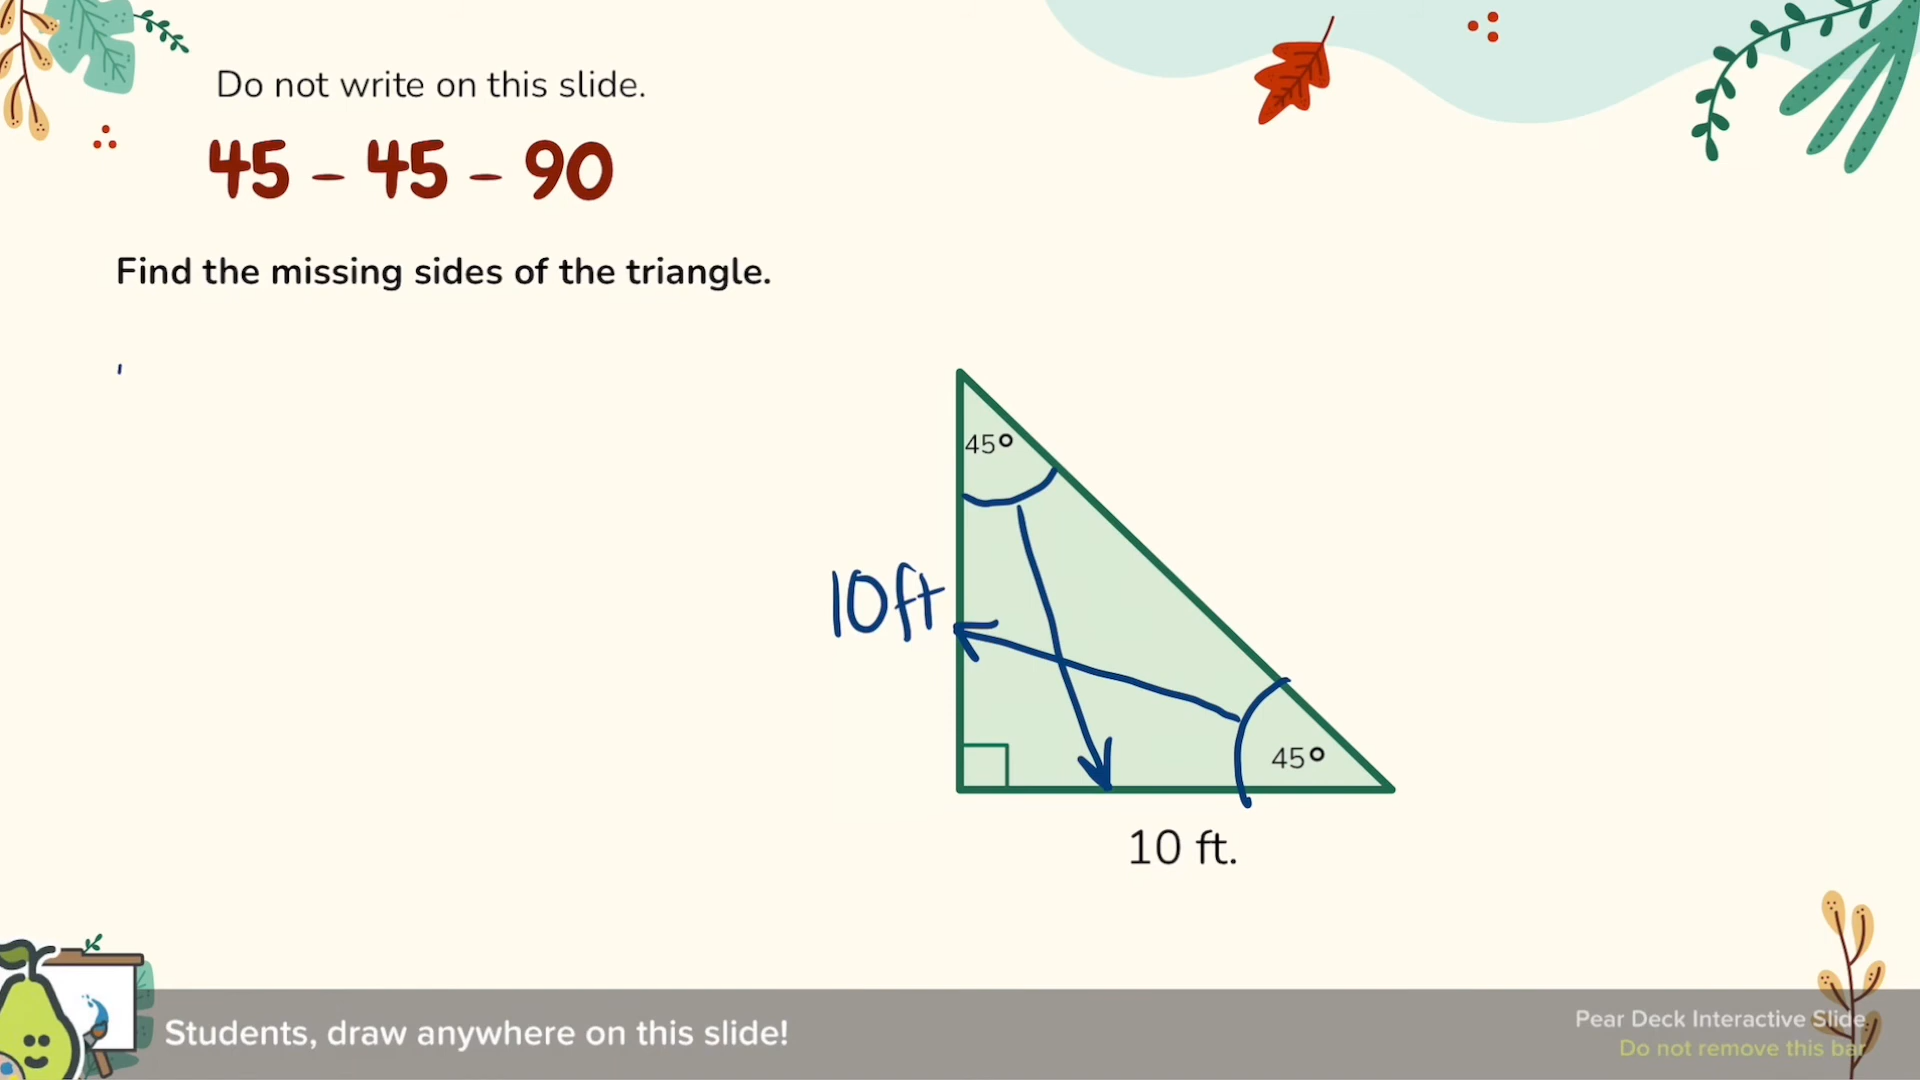 Do not write on this slide.
45 - 45 - 90
Find the missing sides of the triangle.
45°
10ft
45°
10 ft.
Students, draw anywhere on this slide!
Pear Deck Interactive Slide
Do not remove this bar